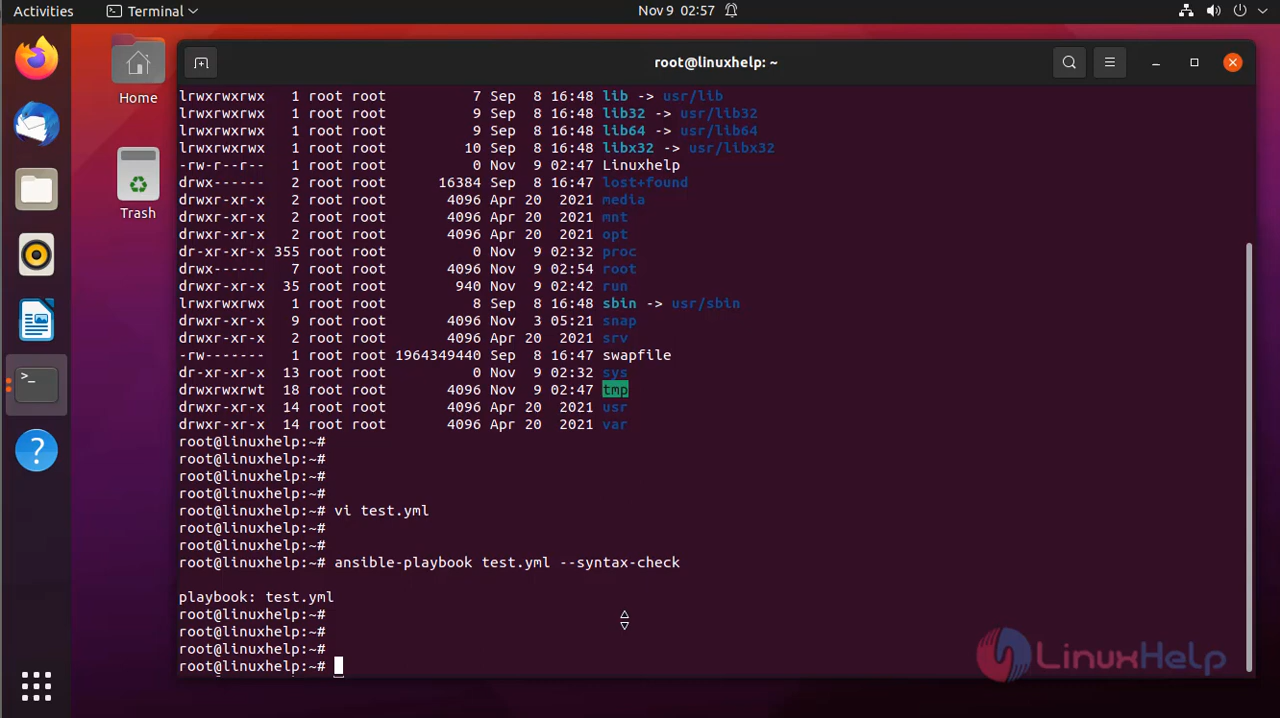 Activities Terminal Nov 9 02:57
root@linuxhelp: ~
Home
Trash
lrwxrwxrwx 1 root root 7 Sep 8 16:48 lib -> usr/lib
lrwxrwxrwx 1 root root 9 Sep 8 16:48 lib32 -> usr/lib32
lrwxrwxrwx 1 root root 9 Sep 8 16:48 lib64 -> usr/lib64
lrwxrwxrwx 1 root root 10 Sep 8 16:48 libx32 -> usr/libx32
-rw-r--r-- 1 root root 0 Nov 9 02:47 Linuxhelp
drwx------ 2 root root 16384 Sep 8 16:47 lost+found
drwxr-xr-x 2 root root 4096 Apr 20 2021 media
drwxr-xr-x 2 root root 4096 Apr 20 2021 mnt
drwxr-xr-x 2 root root 4096 Apr 20 2021 opt
dr-xr-xr-x 355 root root 0 Nov 9 02:32 proc
drwx------ 7 root root 4096 Nov 9 02:54 root
drwxr-xr-x 35 root root 940 Nov 9 02:42 run
lrwxrwxrwx 1 root root 8 Sep 8 16:48 sbin -> usr/sbin
drwxr-xr-x 9 root root 4096 Nov 3 05:21 snap
drwxr-xr-x 2 root root 4096 Apr 20 2021 srv
-rw------- 1 root root 1964349440 Sep 8 16:47 swapfile
dr-xr-xr-x 13 root root 0 Nov 9 02:32 sys
drwxrwxrwt 18 root root 4096 Nov 9 02:47 tmp
drwxr-xr-x 14 root root 4096 Apr 20 2021 usr
drwxr-xr-x 14 root root 4096 Apr 20 2021 var
root@linuxhelp:~#
root@linuxhelp:~#
root@linuxhelp:~#
root@linuxhelp:~#
root@linuxhelp:~# vi test.yml
root@linuxhelp:~#
root@linuxhelp:~#
root@linuxhelp:~# ansible-playbook test.yml --syntax-check
playbook: test.yml
root@linuxhelp:~#
root@linuxhelp:~#
root@linuxhelp:~#
root@linuxhelp:~#
LinuxHelp